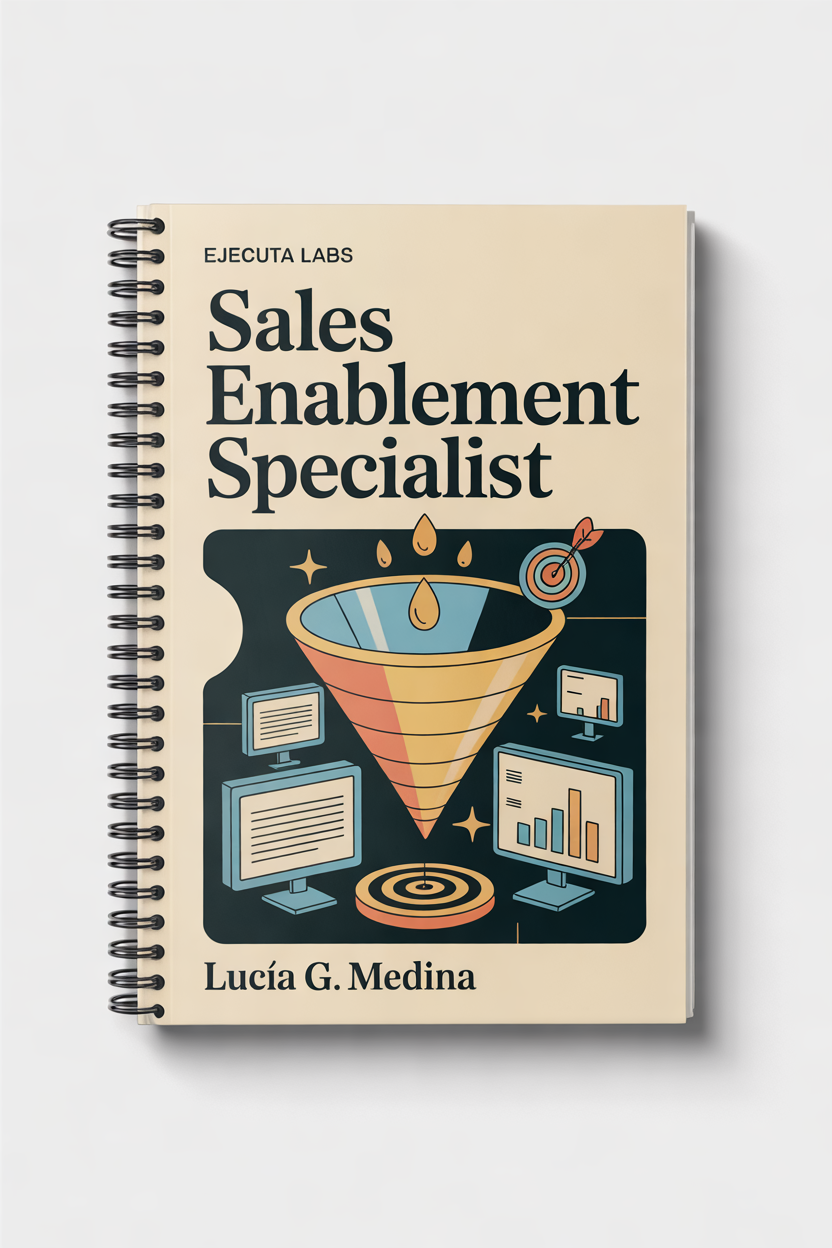 EJECUTA LABS
Sales
Enablement
Specialist
Lucía G. Medina